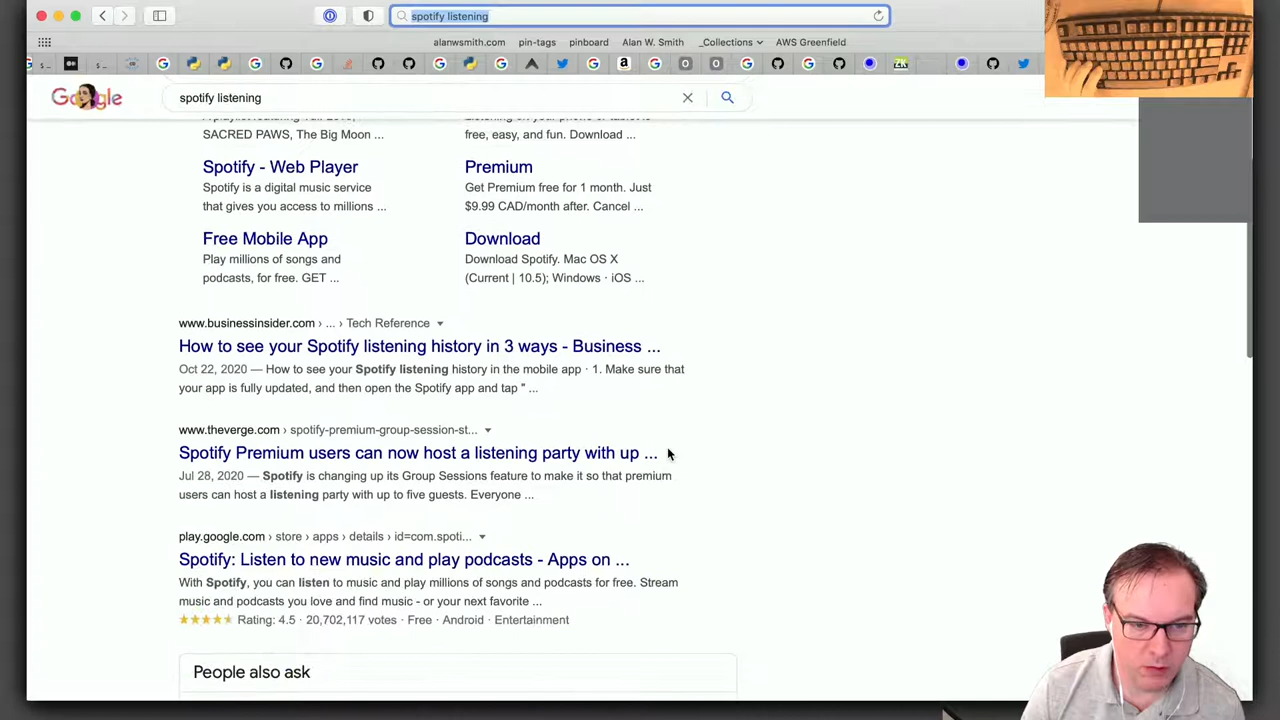 spotify listening
alanwsmith.com pin-tags pinboard Alan W. Smith _Collections AWS Greenfield
Google spotify listening
SACRED PAWS, The Big Moon ...
free, easy, and fun. Download ...
Spotify - Web Player
Spotify is a digital music service
that gives you access to millions ...
Premium
Get Premium free for 1 month. Just
$9.99 CAD/month after. Cancel ...
Free Mobile App
Play millions of songs and
podcasts, for free. GET ...
Download
Download Spotify. Mac OS X
(Current | 10.5); Windows · iOS ...
www.businessinsider.com › ... › Tech Reference
How to see your Spotify listening history in 3 ways - Business ...
Oct 22, 2020 — How to see your Spotify listening history in the mobile app · 1. Make sure that
your app is fully updated, and then open the Spotify app and tap " ...
www.theverge.com › spotify-premium-group-session-st...
Spotify Premium users can now host a listening party with up ...
Jul 28, 2020 — Spotify is changing up its Group Sessions feature to make it so that premium
users can host a listening party with up to five guests. Everyone ...
play.google.com › store › apps › details › id=com.spoti...
Spotify: Listen to new music and play podcasts - Apps on ...
With Spotify, you can listen to music and play millions of songs and podcasts for free. Stream
music and podcasts you love and find music - or your next favorite ...
Rating: 4.5 · 20,702,117 votes · Free · Android · Entertainment
People also ask